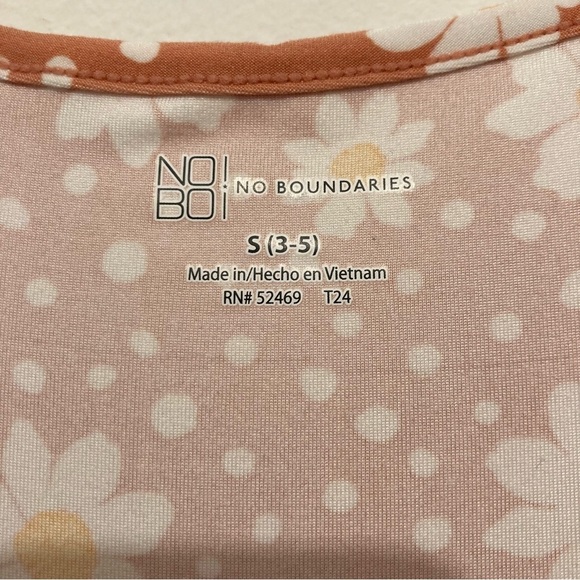 NO
BO
NO BOUNDARIES
S (3-5)
Made in/Hecho en Vietnam
RN# 52469 T24